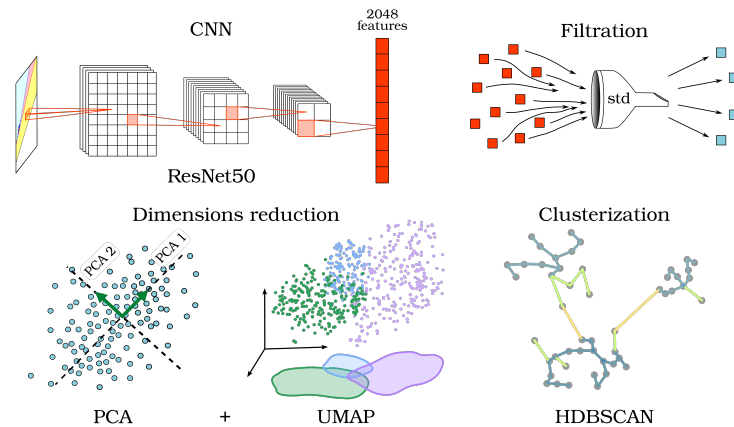 CNN
2048
features
ResNet50
Filtration
std
Dimensions reduction
PCA 2
PCA 1
PCA + UMAP
Clusterization
HDBSCAN